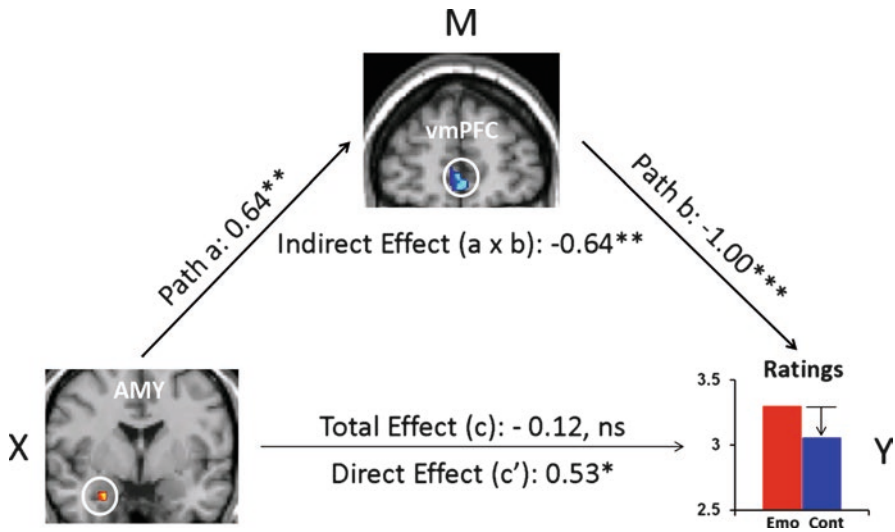 M
vmPFC
Path a: 0.64**
Path b: -1.00***
Indirect Effect (a x b): -0.64**
AMY
X
Total Effect (c): - 0.12, ns
Direct Effect (c’): 0.53*
Ratings
3.5
3
2.5
Emo Cont
Y